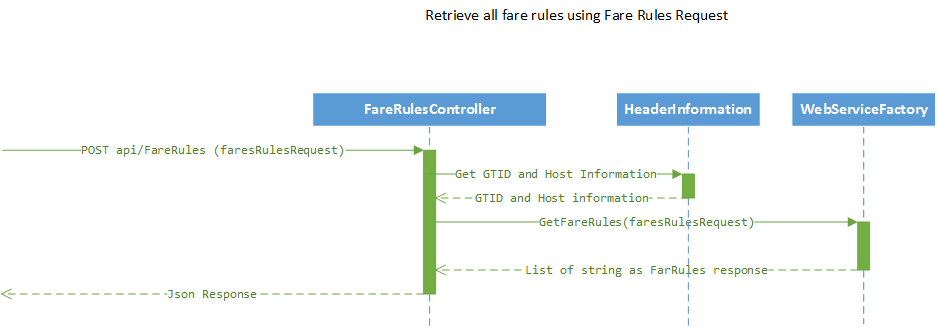 Retrieve all fare rules using Fare Rules Request
FareRulesController
HeaderInformation
WebServiceFactory
POST api/FareRules (faresRulesRequest)
Get GTID and Host Information
GTID and Host information
GetFareRules(faresRulesRequest)
List of string as FarRules response
Json Response